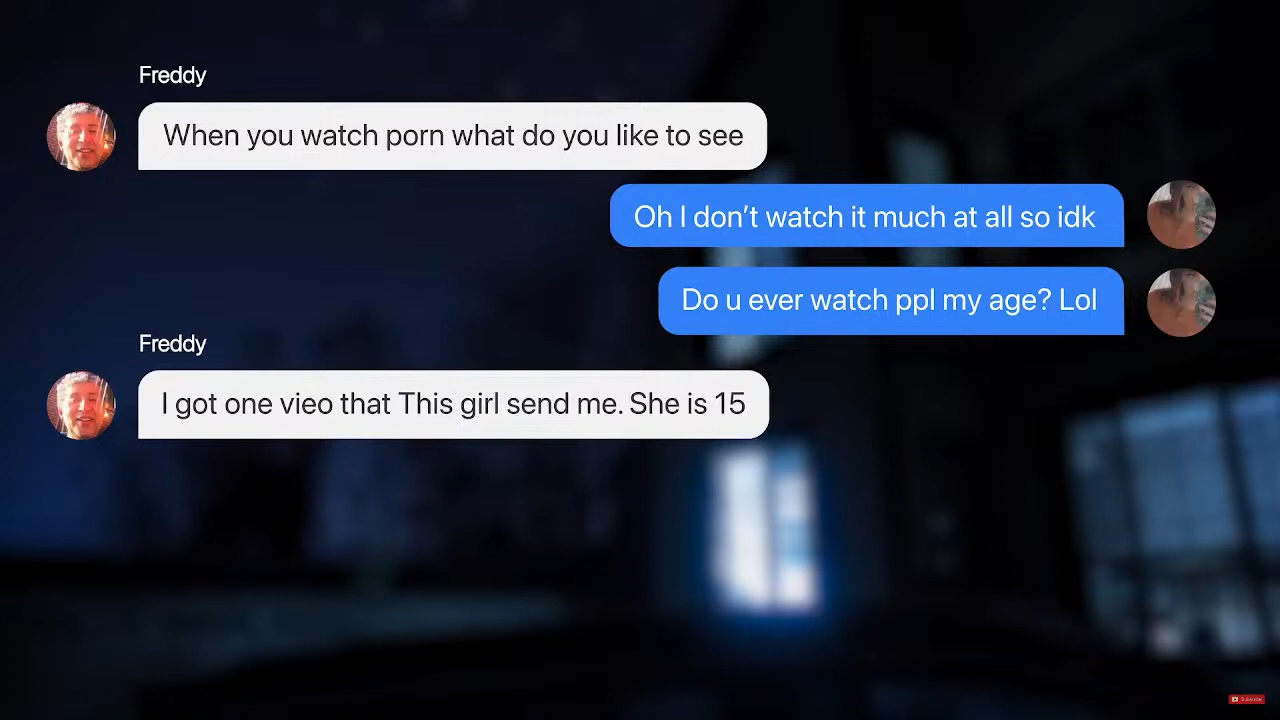 Freddy
When you watch porn what do you like to see
Oh I don't watch it much at all so idk
Do u ever watch ppl my age? Lol
Freddy
I got one vieo that This girl send me. She is 15
Subscribe